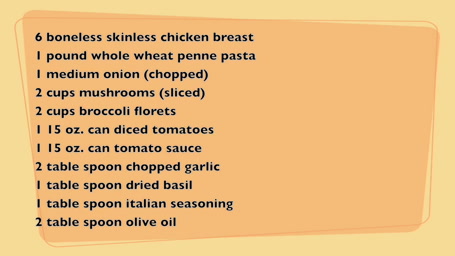 6 boneless skinless chicken breast
1 pound whole wheat penne pasta
1 medium onion (chopped)
2 cups mushrooms (sliced)
2 cups broccoli florets
1 15 oz. can diced tomatoes
1 15 oz. can tomato sauce
2 table spoon chopped garlic
1 table spoon dried basil
1 table spoon italian seasoning
2 table spoon olive oil